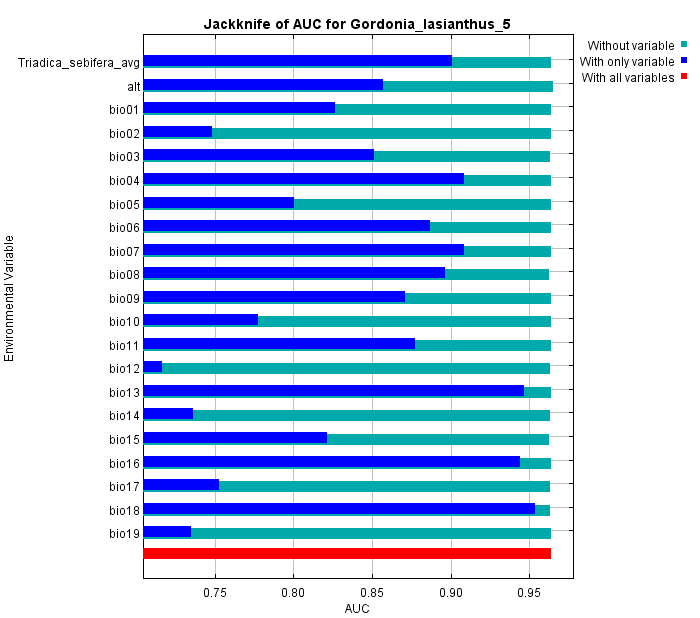 Jackknife of AUC for Gordonia_lasianthus_5
Without variable
With only variable
With all variables
Environmental Variable
Triadica_sebifera_avg
alt
bio01
bio02
bio03
bio04
bio05
bio06
bio07
bio08
bio09
bio10
bio11
bio12
bio13
bio14
bio15
bio16
bio17
bio18
bio19
0.75 0.80 0.85 0.90 0.95
AUC